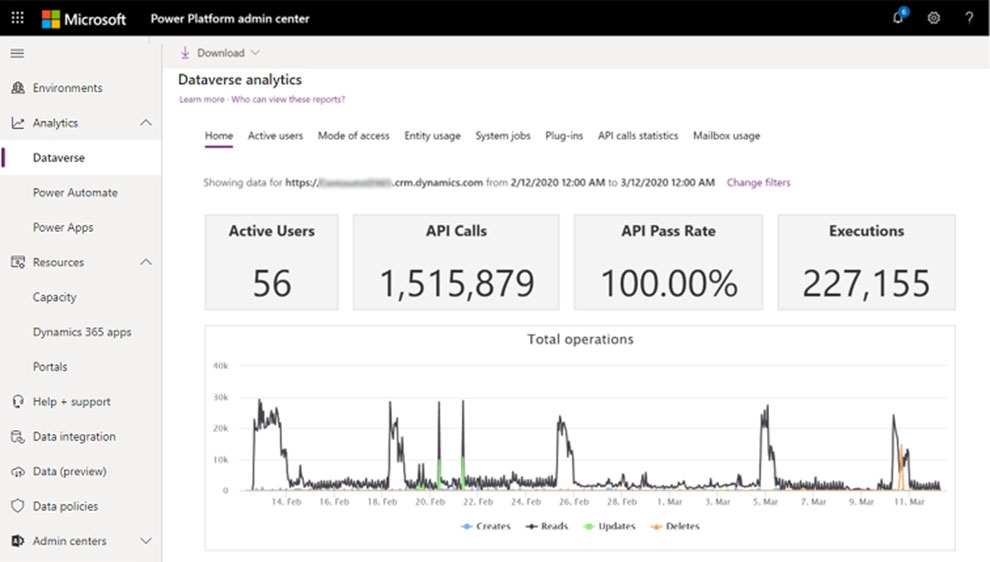 Microsoft Power Platform admin center 6 ?
Download
Dataverse analytics
Learn more · Who can view these reports?
Environments
Analytics
Dataverse
Power Automate
Power Apps
Resources
Capacity
Dynamics 365 apps
Portals
Help + support
Data integration
Data (preview)
Data policies
Admin centers
Home Active users Mode of access Entity usage System jobs Plug-ins API calls statistics Mailbox usage
Showing data for https:// .crm.dynamics.com from 2/12/2020 12:00 AM to 3/12/2020 12:00 AM Change filters
Active Users API Calls API Pass Rate Executions
56 1,515,879 100.00% 227,155
Total operations
40k
30k
20k
10k
0
14. Feb 16. Feb 18. Feb 20. Feb 22. Feb 24. Feb 26. Feb 28. Feb 1. Mar 3. Mar 5. Mar 7. Mar 9. Mar 11. Mar
Creates Reads Updates Deletes